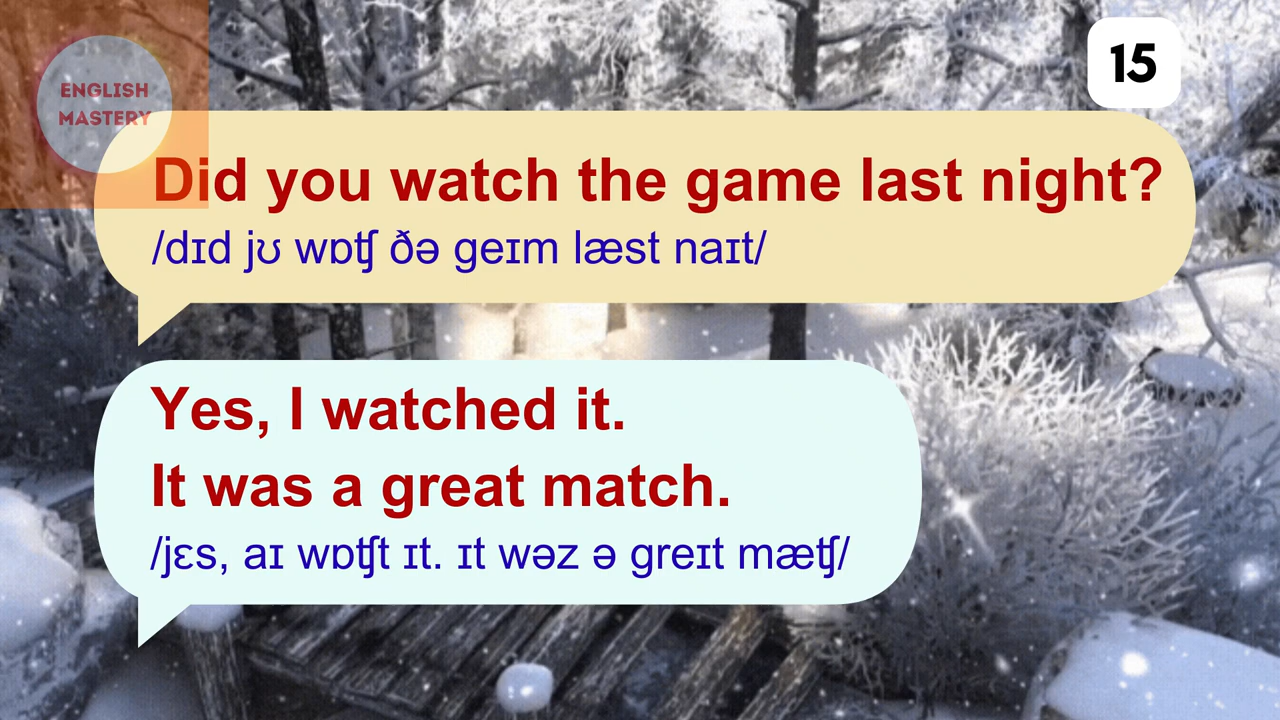 ENGLISH
MASTERY
15
Did you watch the game last night?
/dɪd jʊ wɒʧ ðə geɪm læst naɪt/
Yes, I watched it.
It was a great match.
/jɛs, aɪ wɒʧt ɪt. ɪt wəz ə greɪt mæʧ/